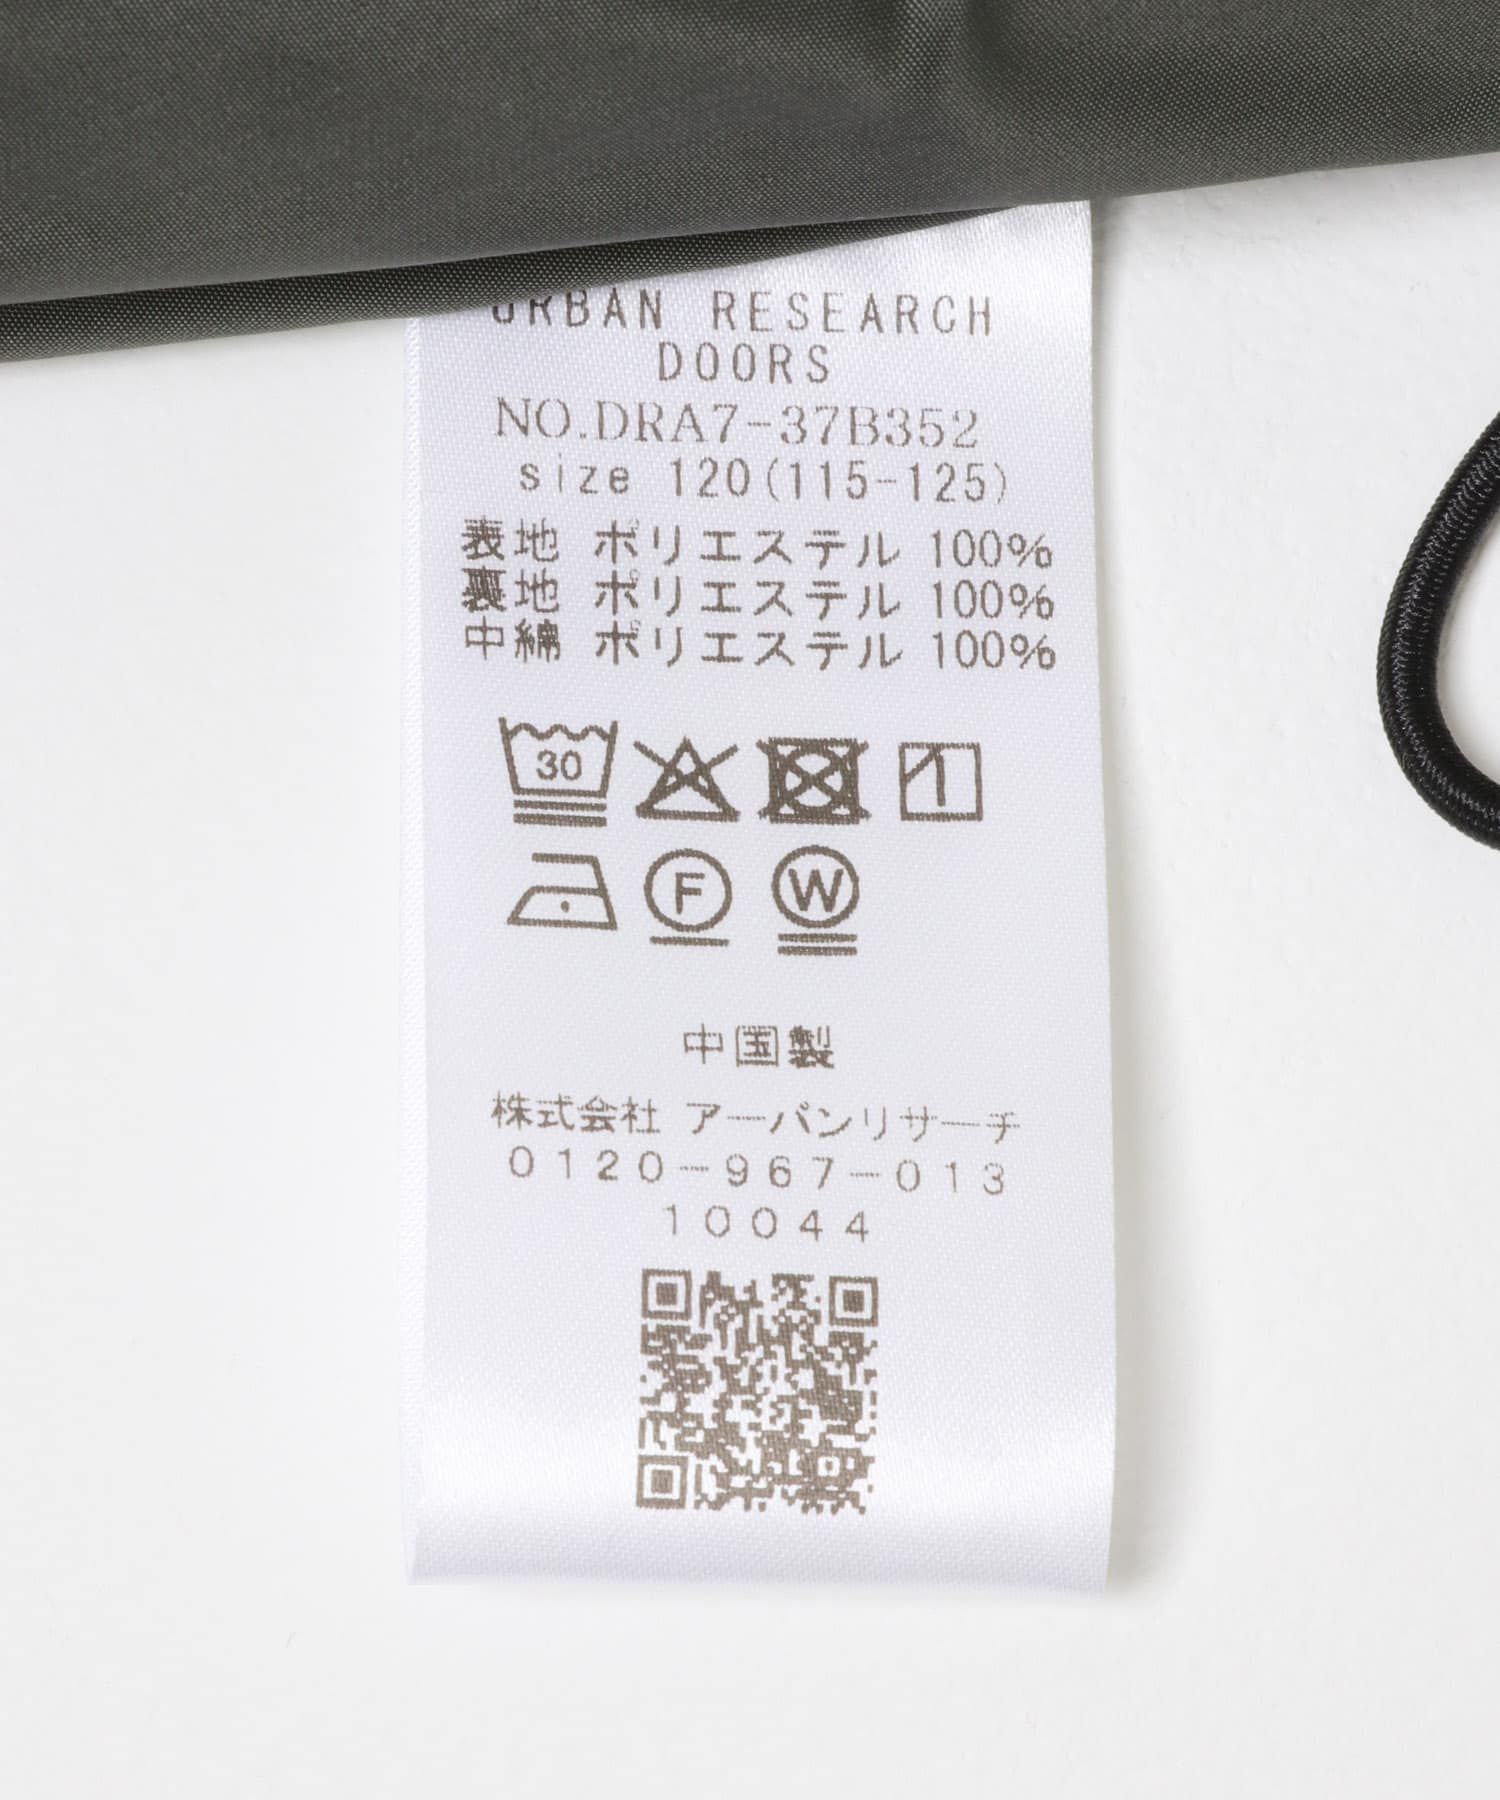 URBAN RESEARCH
DOORS
NO.DRA7-37B352
size 120(115-125)
表地 ポリエステル 100%
裏地 ポリエステル 100%
中綿 ポリエステル 100%
30
F
W
中国製
株式会社 アーバンリサーチ
0120-967-013
10044